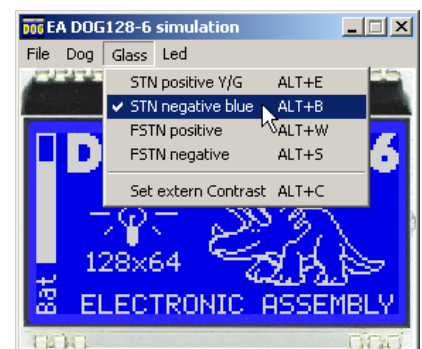 DOG EA DOG128-6 simulation
File Dog Glass Led
STN positive Y/G ALT+E
STN negative blue ALT+B
FSTN positive ALT+W
FSTN negative ALT+S
Set extern Contrast ALT+C
D 6
128x64
Bat
ELECTRONIC ASSEMBLY